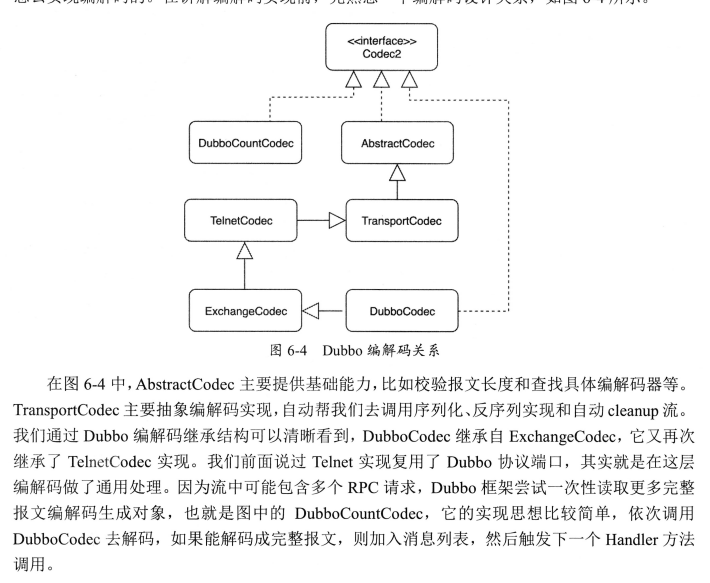 <<interface>>
Codec2
DubboCountCodec
AbstractCodec
TelnetCodec
TransportCodec
ExchangeCodec
DubboCodec
图 6-4 Dubbo 编解码关系
在图 6-4 中，AbstractCodec 主要提供基础能力，比如校验报文长度和查找具体编解码器等。
TransportCodec 主要抽象编解码实现，自动帮我们去调用序列化、反序列实现和自动 cleanup 流。
我们通过 Dubbo 编解码继承结构可以清晰看到，DubboCodec 继承自 ExchangeCodec，它又再次
继承了 TelnetCodec 实现。我们前面说过 Telnet 实现复用了 Dubbo 协议端口，其实就是在这层
编解码做了通用处理。因为流中可能包含多个 RPC 请求，Dubbo 框架尝试一次性读取更多完整
报文编解码生成对象，也就是图中的 DubboCountCodec，它的实现思想比较简单，依次调用
DubboCodec 去解码，如果能解码成完整报文，则加入消息列表，然后触发下一个 Handler 方法
调用。